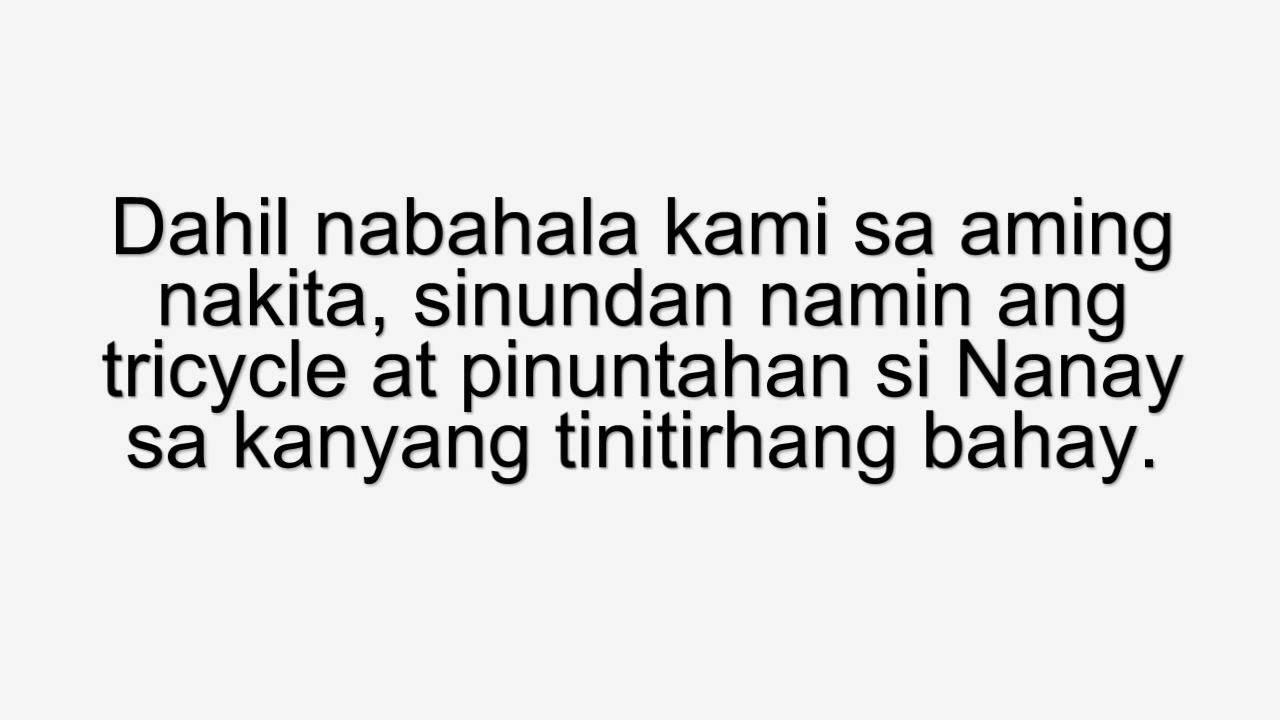 Dahil nabahala kami sa aming
nakita, sinundan namin ang
tricycle at pinuntahan si Nanay
sa kanyang tinitirhang bahay.